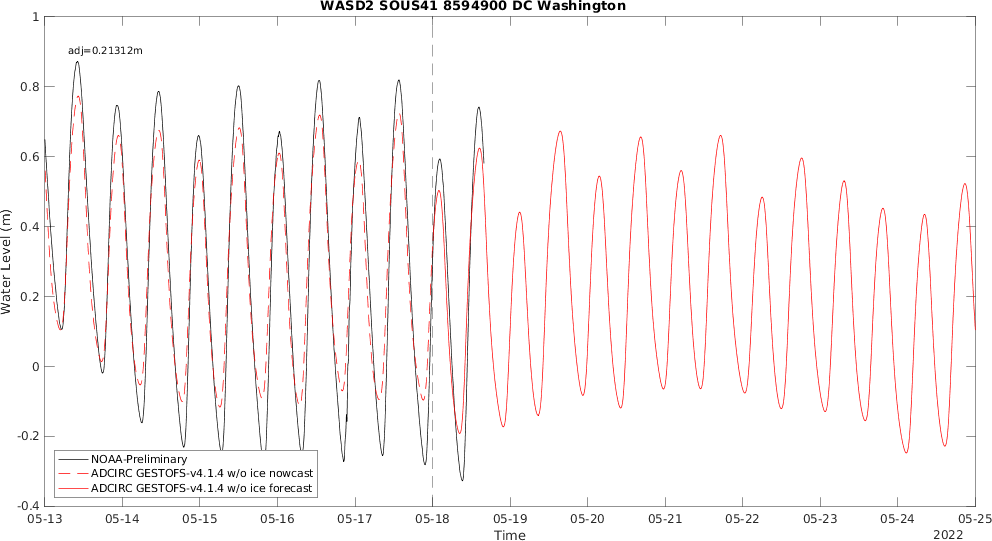 WASD2 SOUS41 8594900 DC Washington
1
adj=0.21312m
0.8
0.6
0.4
Water Level (m)
0.2
0
-0.2
NOAA-Preliminary
ADCIRC GESTOFS-v4.1.4 w/o ice nowcast
ADCIRC GESTOFS-v4.1.4 w/o ice forecast
-0.4
05-13 05-14 05-15 05-16 05-17 05-18 05-19 05-20 05-21 05-22 05-23 05-24 05-25
Time
2022